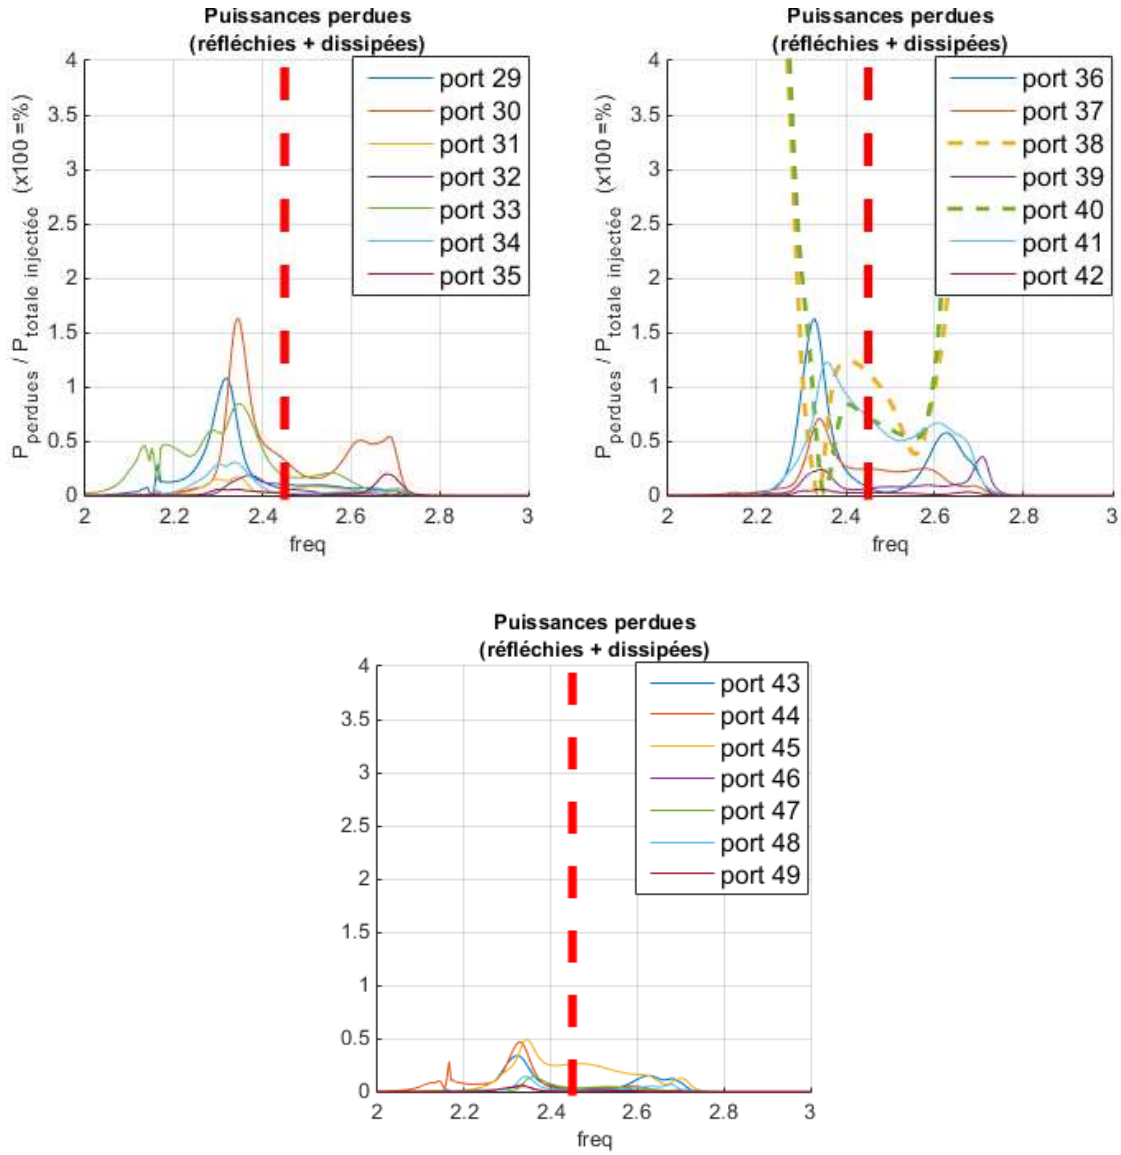 Puissances perdues
(réfléchies + dissipées)
P perdues / P totale injectée (x100 =%)
4
3.5
3
2.5
2
1.5
1
0.5
0
2 2.2 2.4 2.6 2.8 3
freq
port 29
port 30
port 31
port 32
port 33
port 34
port 35
Puissances perdues
(réfléchies + dissipées)
P perdues / P totale injectée (x100 =%)
4
3.5
3
2.5
2
1.5
1
0.5
0
2 2.2 2.4 2.6 2.8 3
freq
port 36
port 37
port 38
port 39
port 40
port 41
port 42
Puissances perdues
(réfléchies + dissipées)
4
3.5
3
2.5
2
1.5
1
0.5
0
2 2.2 2.4 2.6 2.8 3
freq
port 43
port 44
port 45
port 46
port 47
port 48
port 49